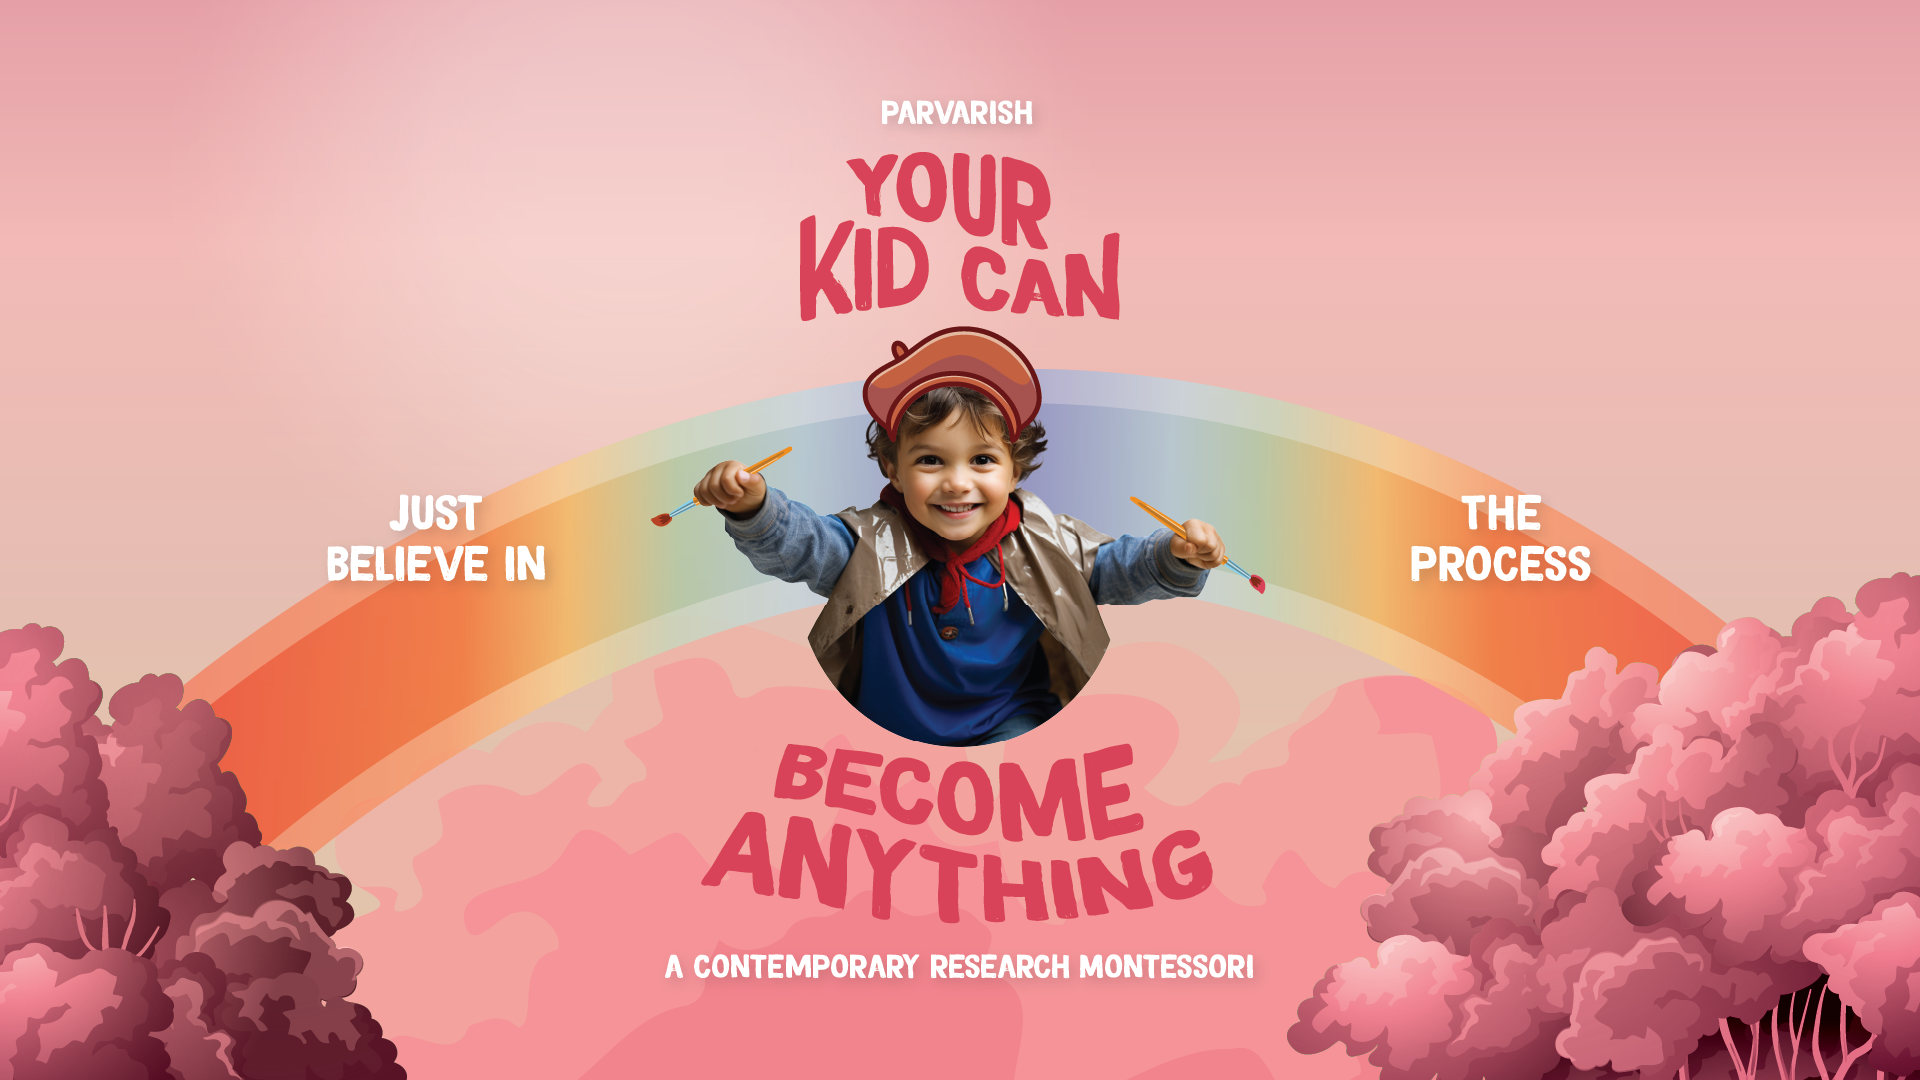 PARVARISH
YOUR
KID CAN
JUST
BELIEVE IN
THE
PROCESS
BECOME
ANYTHING
A CONTEMPORARY RESEARCH MONTESSORI